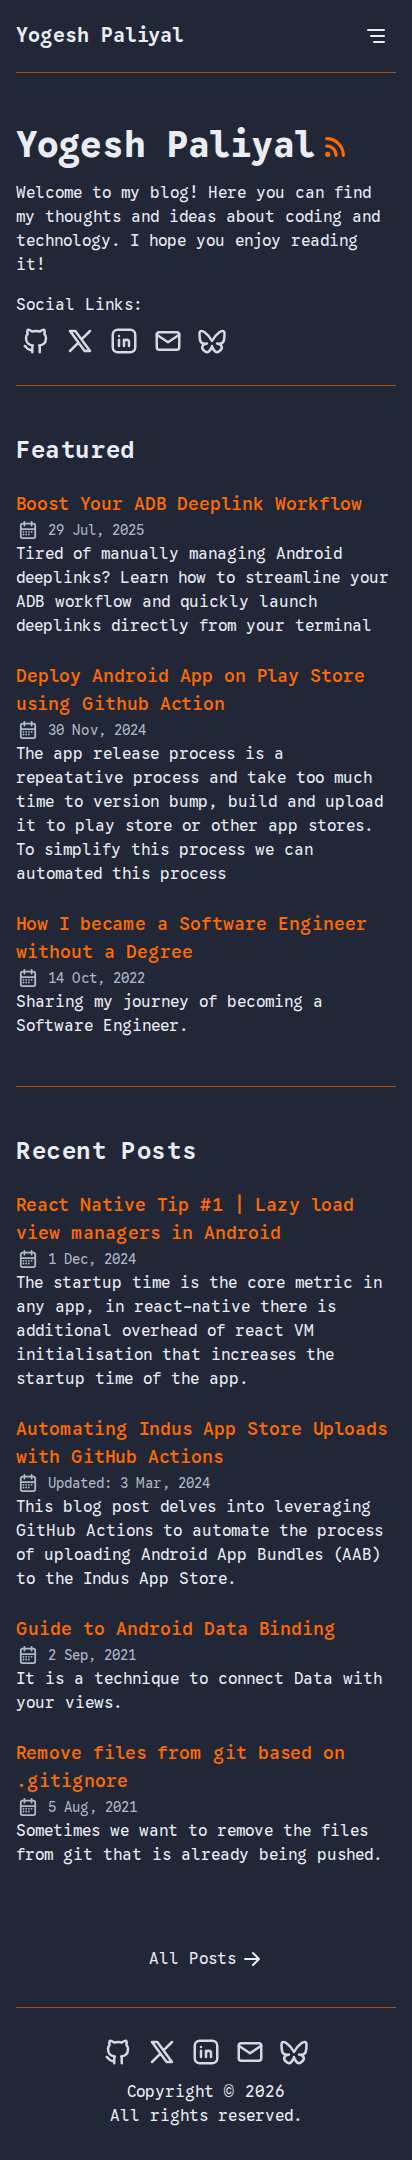 Yogesh Paliyal
Yogesh Paliyal
Welcome to my blog! Here you can find
my thoughts and ideas about coding and
technology. I hope you enjoy reading
it!
Social Links:
Featured
Boost Your ADB Deeplink Workflow
29 Jul, 2025
Tired of manually managing Android
deeplinks? Learn how to streamline your
ADB workflow and quickly launch
deeplinks directly from your terminal
Deploy Android App on Play Store
using Github Action
30 Nov, 2024
The app release process is a
repeatative process and take too much
time to version bump, build and upload
it to play store or other app stores.
To simplify this process we can
automated this process
How I became a Software Engineer
without a Degree
14 Oct, 2022
Sharing my journey of becoming a
Software Engineer.
Recent Posts
React Native Tip #1 | Lazy load
view managers in Android
1 Dec, 2024
The startup time is the core metric in
any app, in react-native there is
additional overhead of react VM
initialisation that increases the
startup time of the app.
Automating Indus App Store Uploads
with GitHub Actions
Updated: 3 Mar, 2024
This blog post delves into leveraging
GitHub Actions to automate the process
of uploading Android App Bundles (AAB)
to the Indus App Store.
Guide to Android Data Binding
2 Sep, 2021
It is a technique to connect Data with
your views.
Remove files from git based on
.gitignore
5 Aug, 2021
Sometimes we want to remove the files
from git that is already being pushed.
All Posts
Copyright © 2026
All rights reserved.